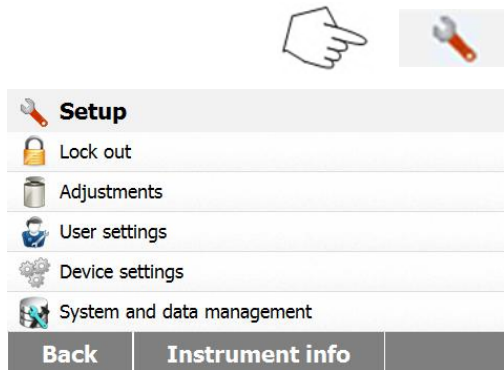 Setup
Lock out
Adjustments
User settings
Device settings
System and data management
Back Instrument info